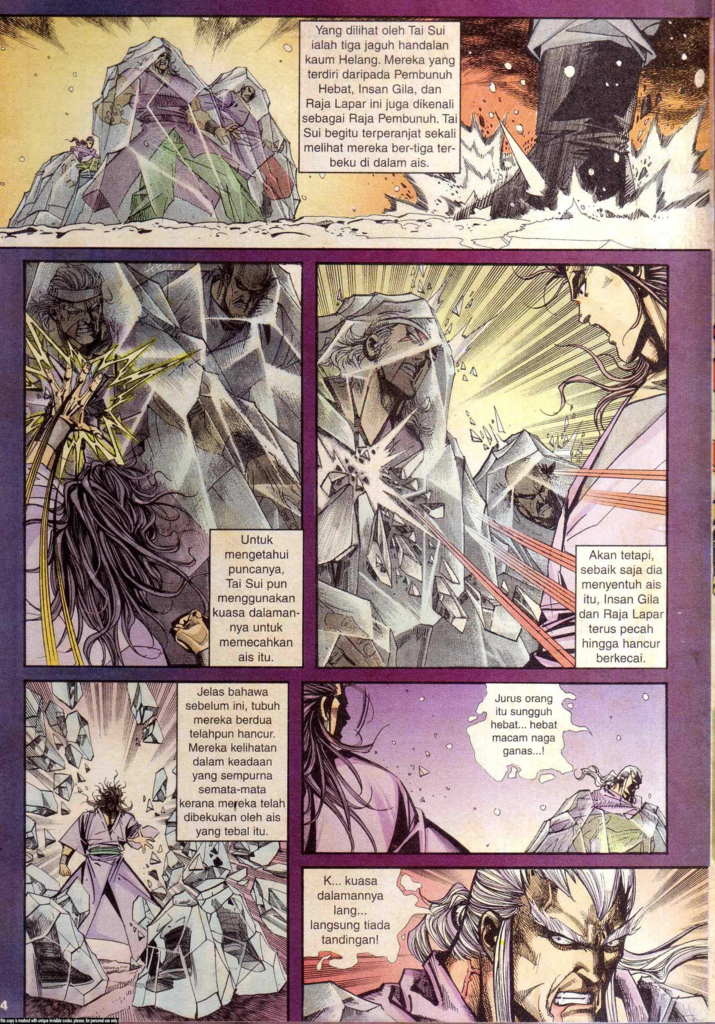 Yang dilihat oleh Tai Sui
ialah tiga jaguh handalan
kaum Helang. Mereka yang
terdiri daripada Pembunuh
Hebat, Insan Gila, dan
Raja Lapar ini juga dikenali
sebagai Raja Pembunuh. Tai
Sui begitu terperanjat sekali
melihat mereka ber-tiga ter-
beku di dalam ais.
Untuk
mengetahui
puncanya,
Tai Sui pun
menggunakan
kuasa dalaman-
nya untuk
memecahkan
ais itu.
Akan tetapi,
sebaik saja dia
menyentuh ais
itu, Insan Gila
dan Raja Lapar
terus pecah
hingga hancur
berkecai.
Jelas bahawa
sebelum ini, tubuh
mereka berdua
telahpun hancur.
Mereka kelihatan
dalam keadaan
yang sempurna
semata-mata
kerana mereka telah
dibekukan oleh ais
yang tebal itu.
Jurus orang
itu sungguh
hebat... hebat
macam naga
ganas...!
K... kuasa
dalamannya
lang...
langsung tiada
tandingan!
4